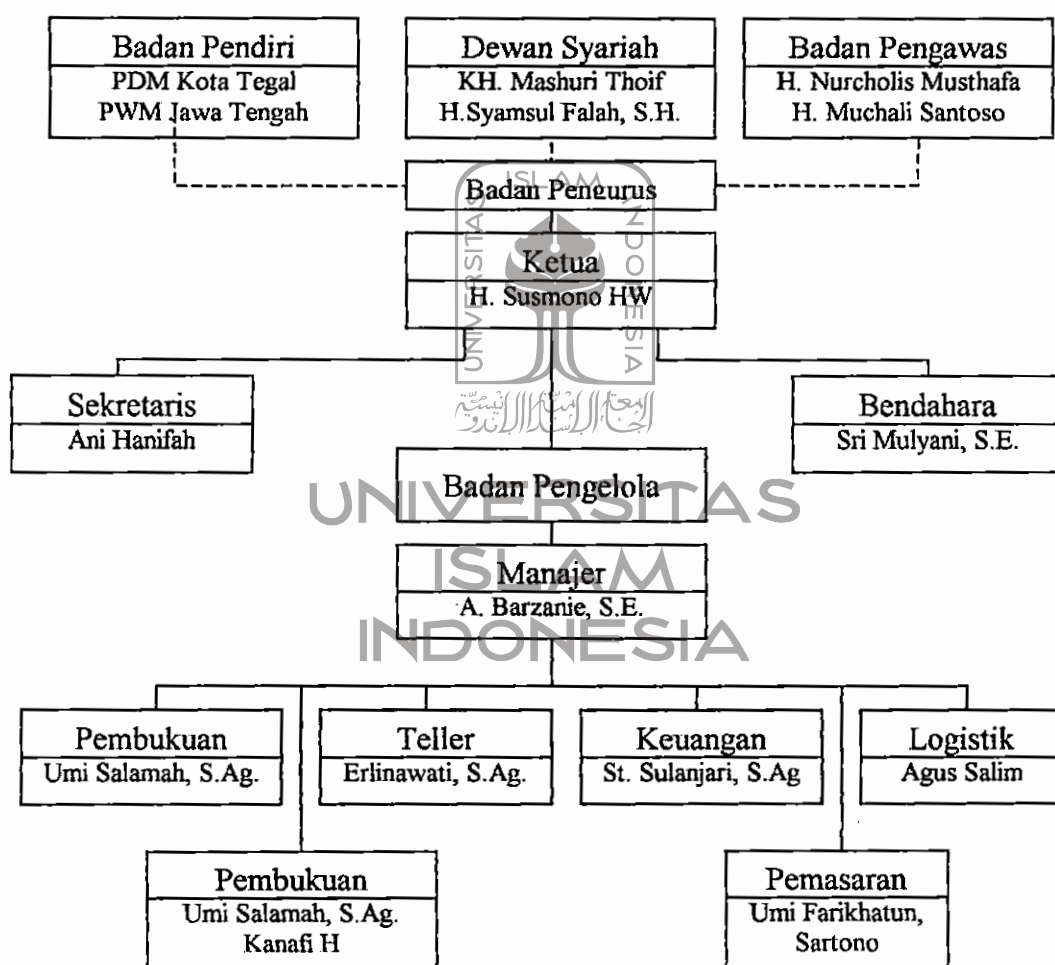 Badan Pendiri
PDM Kota Tegal
PWM Jawa Tengah
Dewan Syariah
KH. Mashuri Thoif
H.Syamsul Falah, S.H.
Badan Pengawas
H. Nurcholis Musthafa
H. Muchali Santoso
Badan Pengurus
Ketua
H. Susmono HW
Sekretaris
Ani Hanifah
Bendahara
Sri Mulyani, S.E.
Badan Pengelola
Manajer
A. Barzanie, S.E.
Pembukuan
Umi Salamah, S.Ag.
Teller
Erlinawati, S.Ag.
Keuangan
St. Sulanjari, S.Ag
Logistik
Agus Salim
Pembukuan
Umi Salamah, S.Ag.
Kanafi H
Pemasaran
Umi Farikhatun,
Sartono
UNIVERSITAS
ISLAM
INDONESIA
UNIVERSITAS
ISLAM
INDONESIA